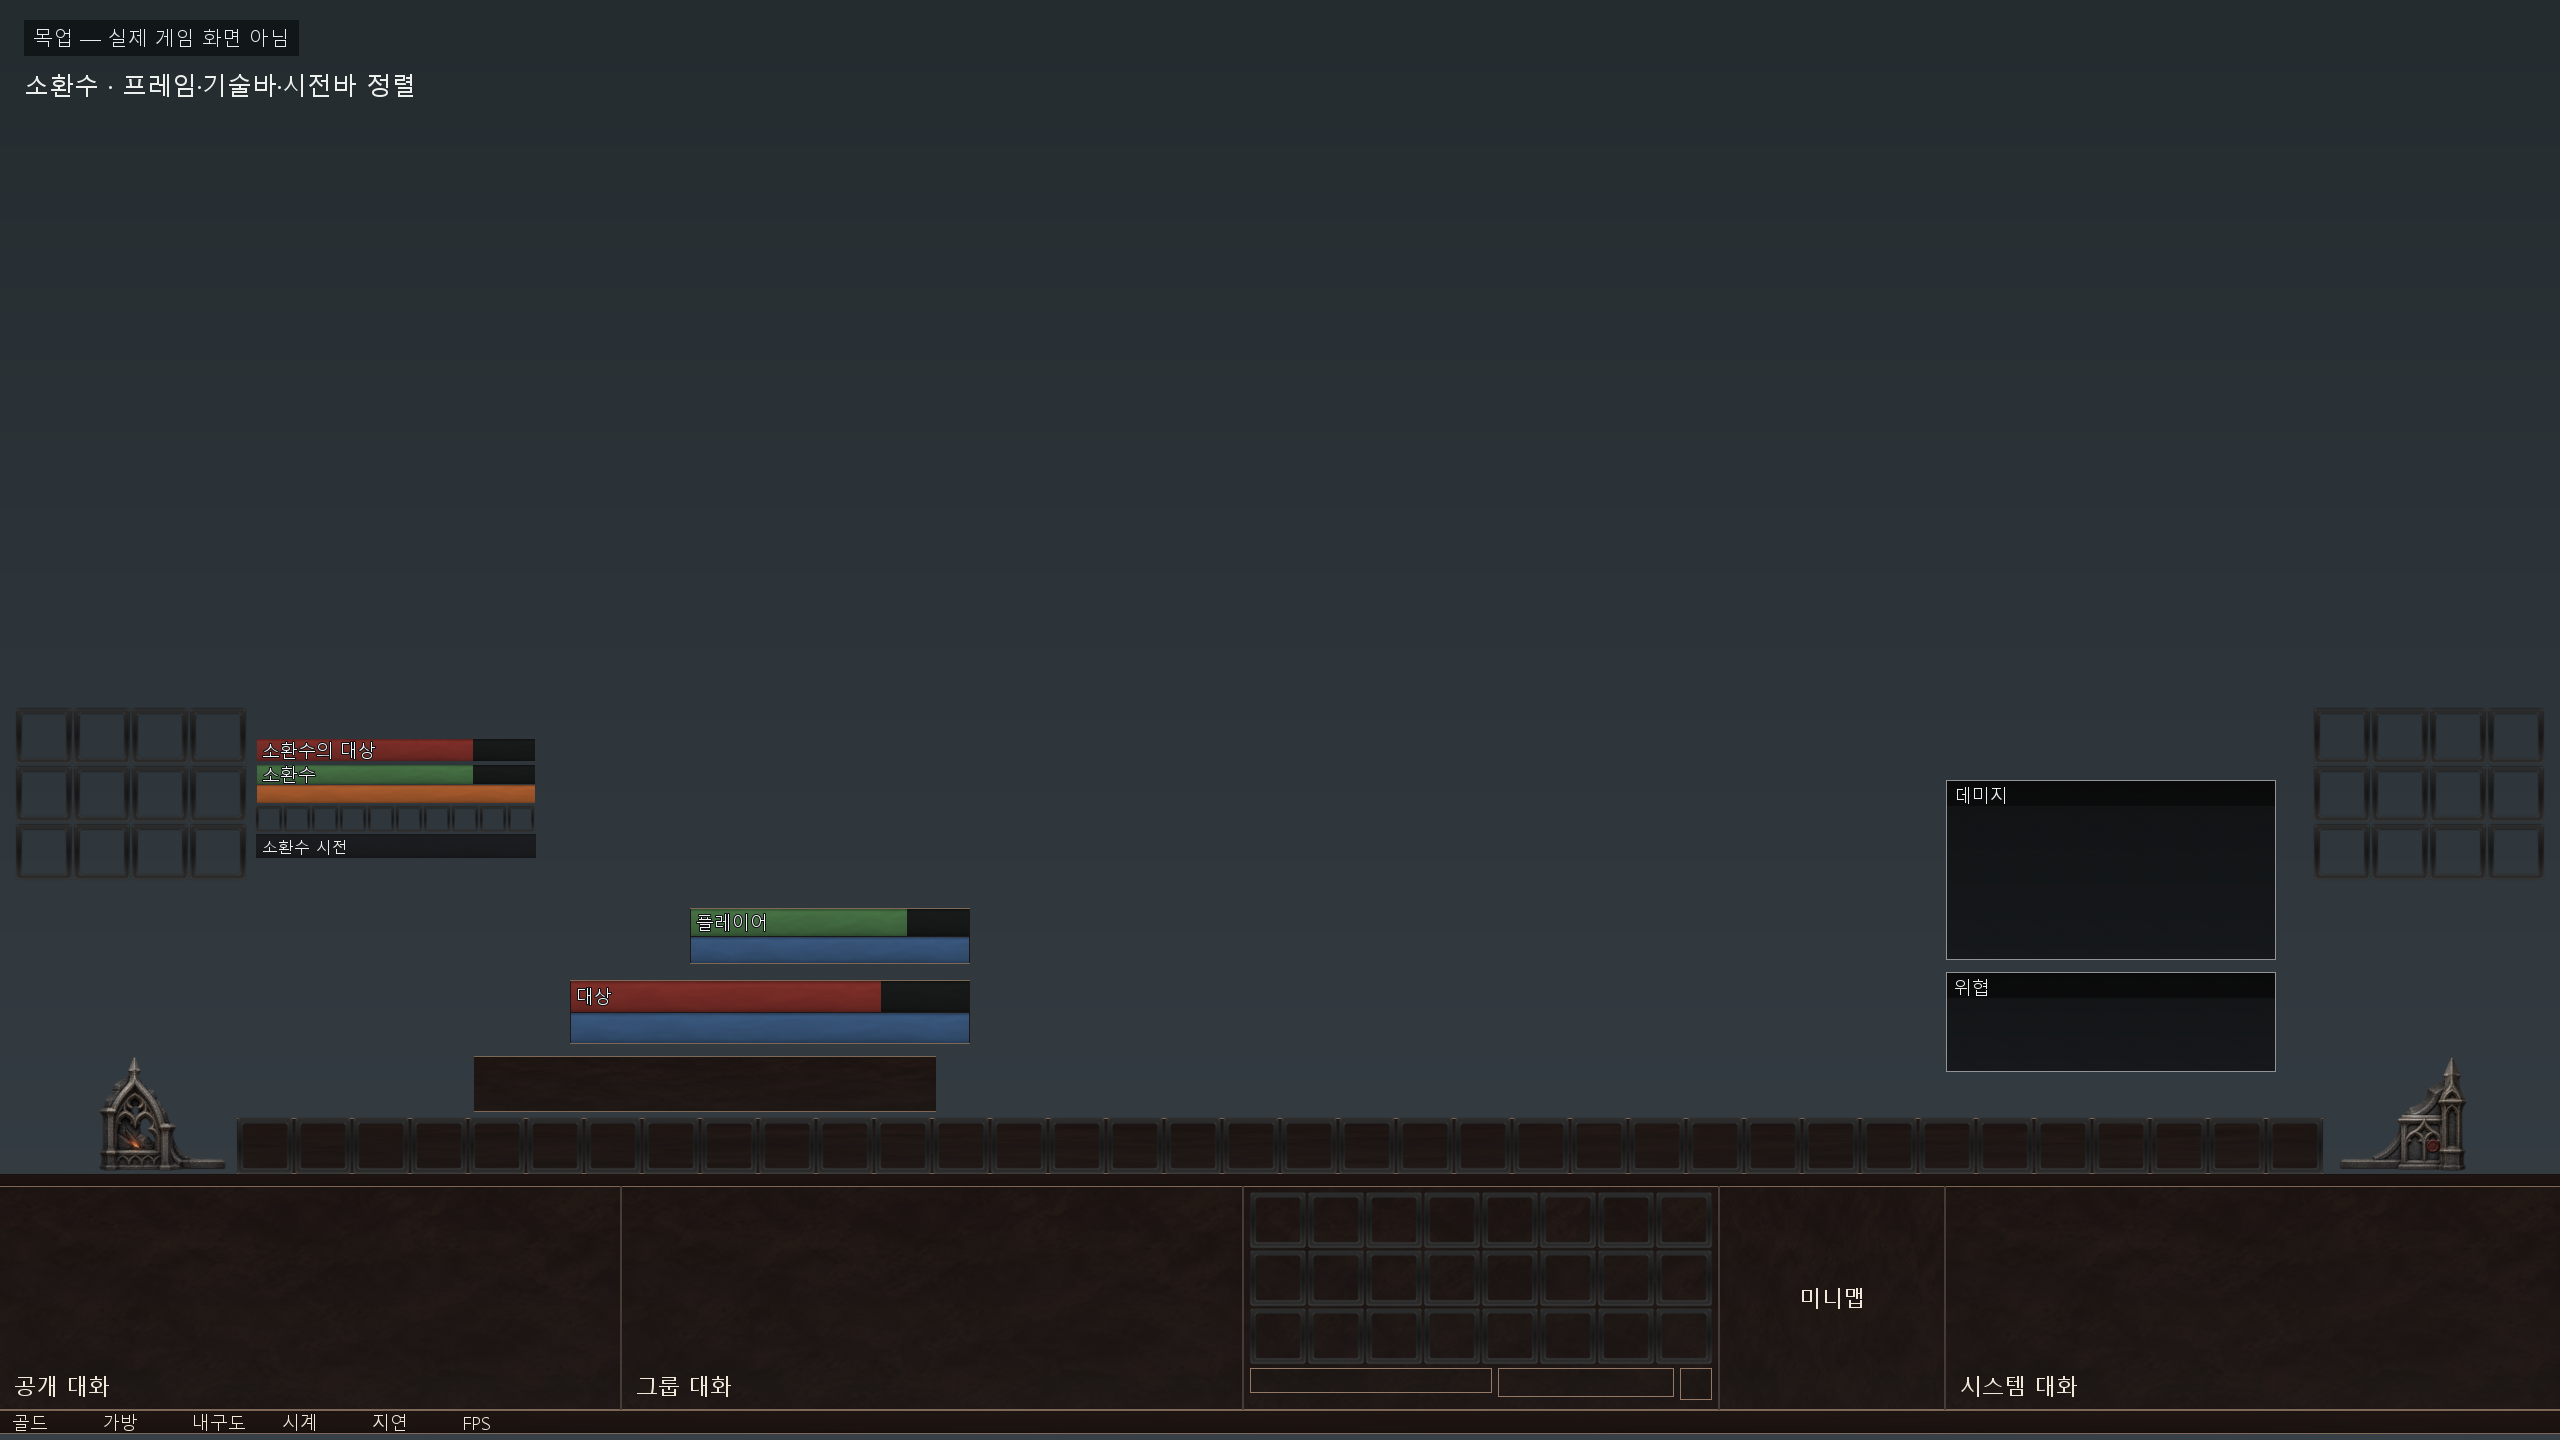 목업 — 실제 게임 화면 아님
소환수 · 프레임·기술바·시전바 정렬
소환수의 대상
소환수
소환수 시전
데미지
플레이어
위협
대상
미니맵
공개 대화
그룹 대화
시스템 대화
골드 가방 내구도 시계 지연 FPS